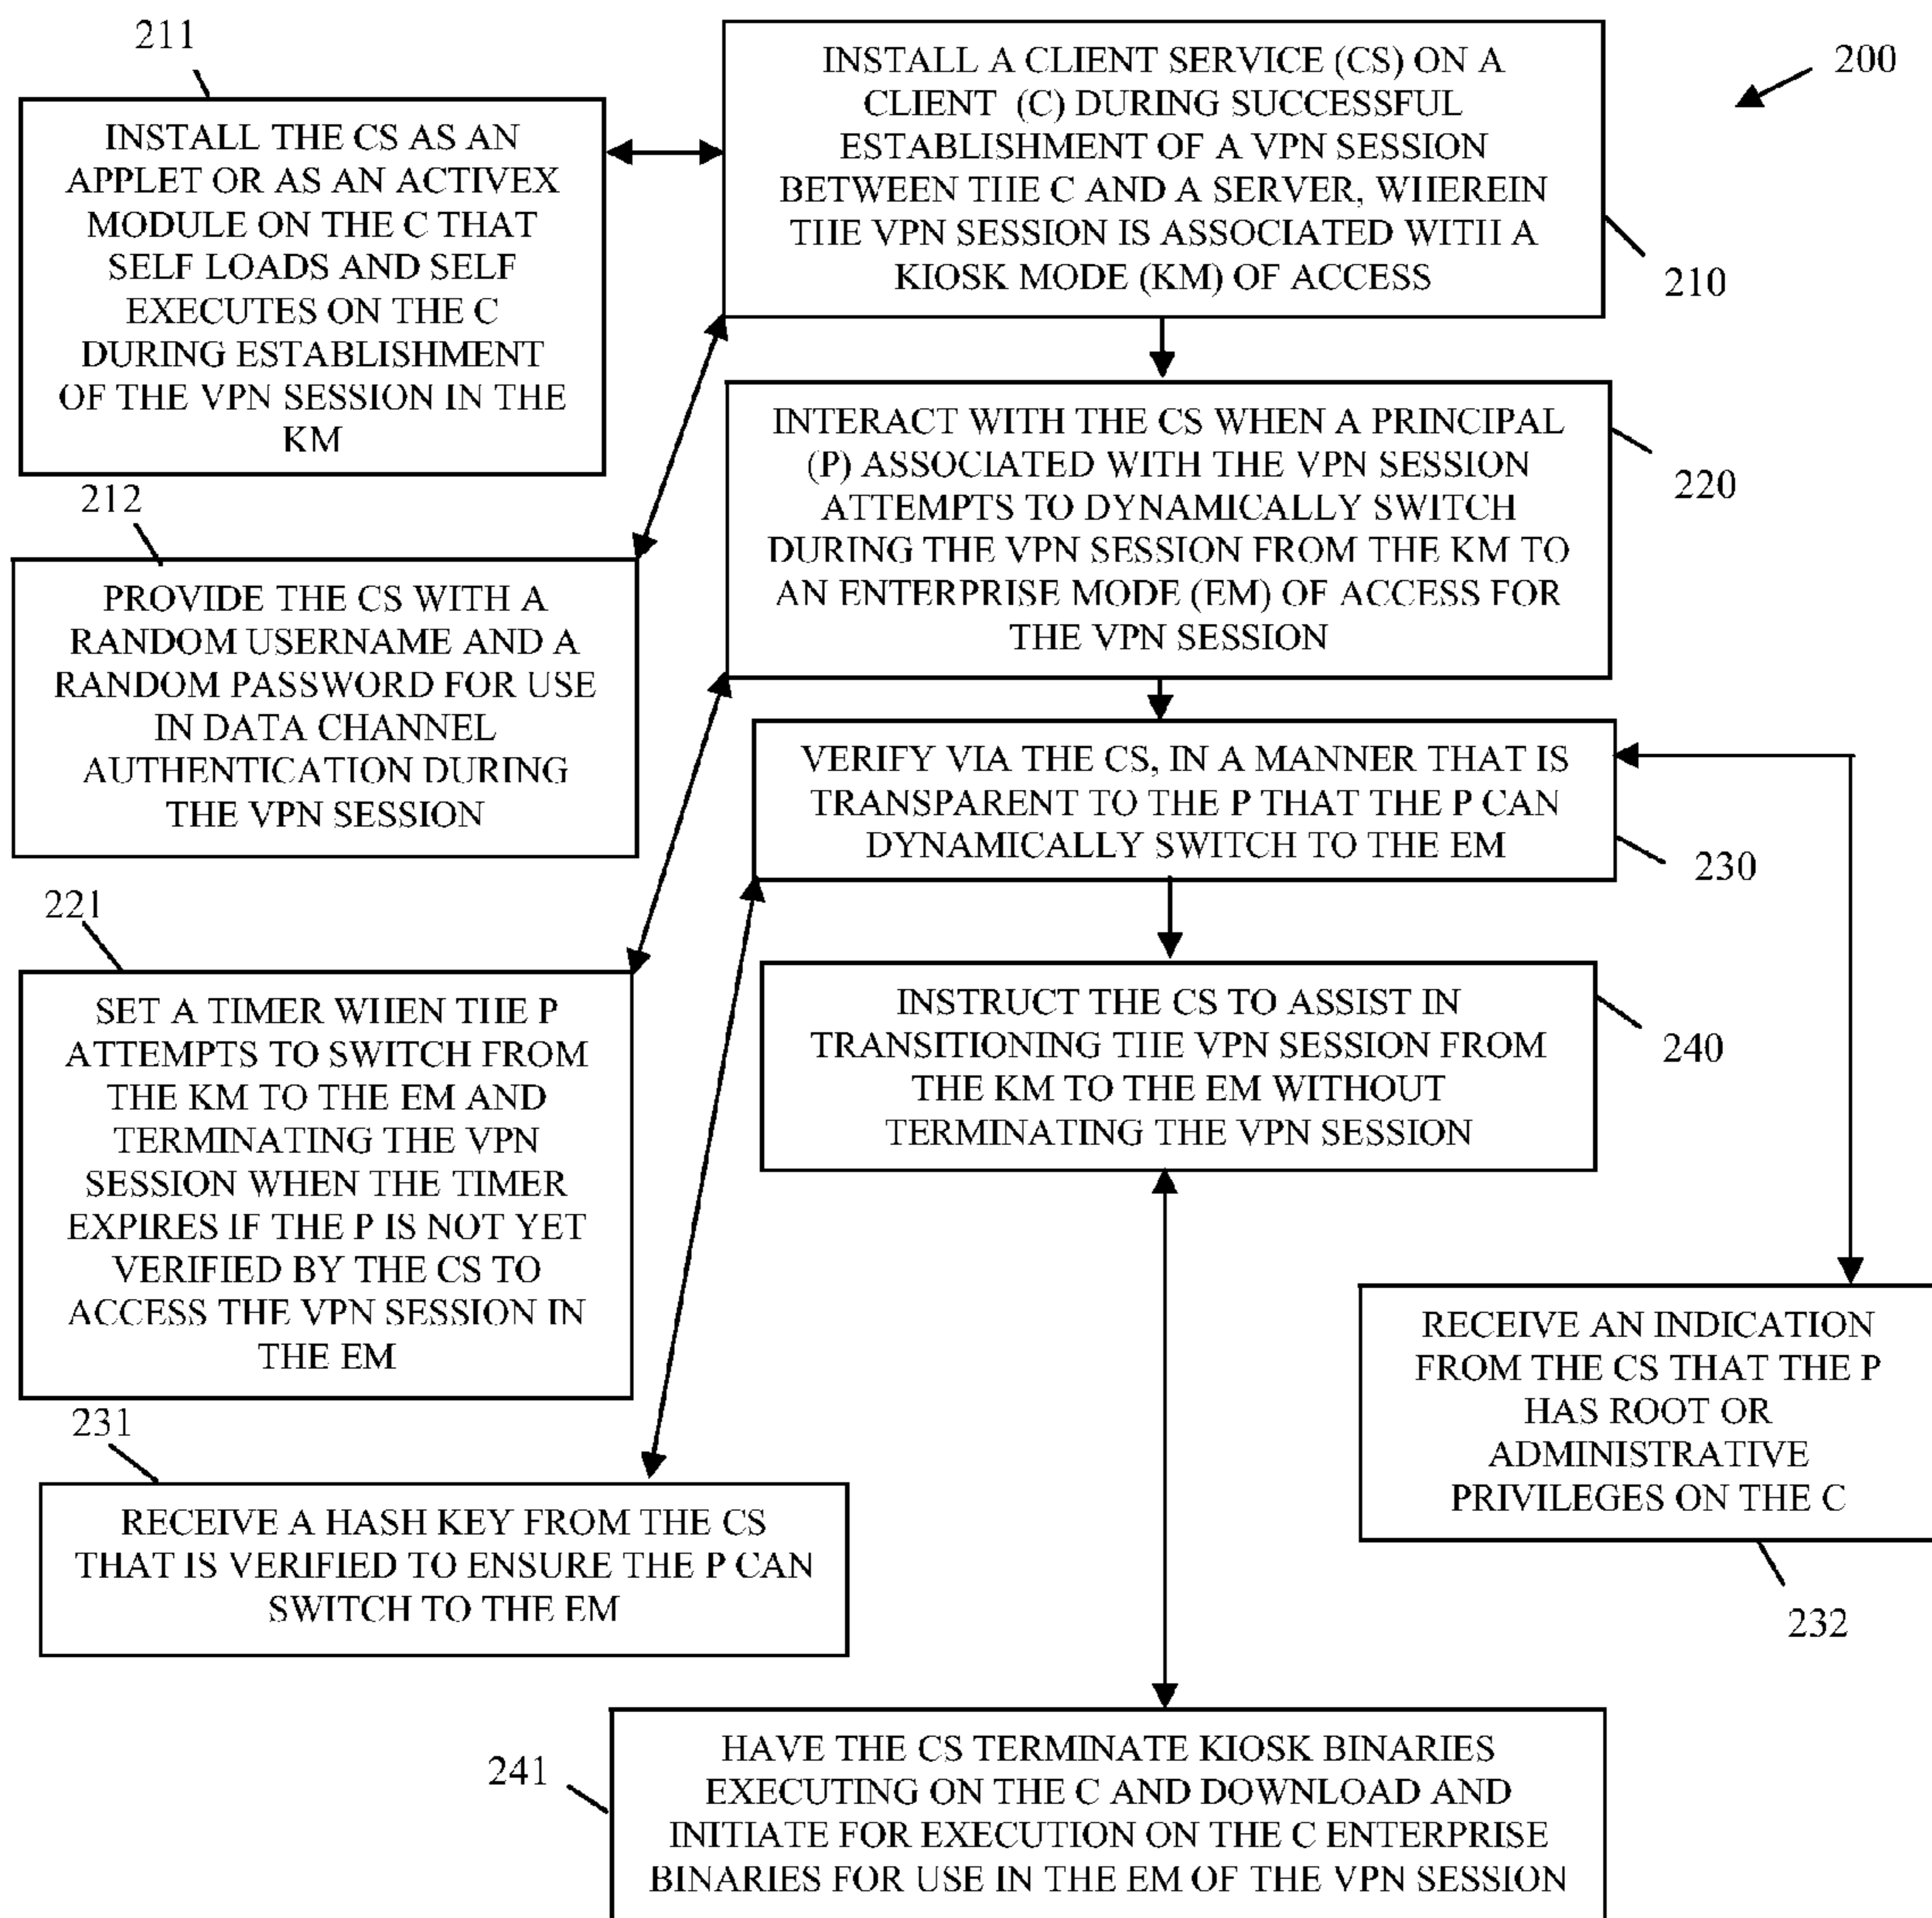 211
200
INSTALL A CLIENT SERVICE (CS) ON A
CLIENT (C) DURING SUCCESSFUL
ESTABLISHMENT OF A VPN SESSION
BETWEEN THE C AND A SERVER, WHEREIN
THE VPN SESSION IS ASSOCIATED WITH A
KIOSK MODE (KM) OF ACCESS
210
INSTALL THE CS AS AN
APPLET OR AS AN ACTIVEX
MODULE ON THE C THAT
SELF LOADS AND SELF
EXECUTES ON THE C
DURING ESTABLISHMENT
OF THE VPN SESSION IN THE
KM
212
INTERACT WITH THE CS WHEN A PRINCIPAL
(P) ASSOCIATED WITH THE VPN SESSION
ATTEMPTS TO DYNAMICALLY SWITCH
DURING THE VPN SESSION FROM THE KM TO
AN ENTERPRISE MODE (EM) OF ACCESS FOR
THE VPN SESSION
220
PROVIDE THE CS WITH A
RANDOM USERNAME AND A
RANDOM PASSWORD FOR USE
IN DATA CHANNEL
AUTHENTICATION DURING
THE VPN SESSION
VERIFY VIA THE CS, IN A MANNER THAT IS
TRANSPARENT TO THE P THAT THE P CAN
DYNAMICALLY SWITCH TO THE EM
230
221
SET A TIMER WHEN THE P
ATTEMPTS TO SWITCH FROM
THE KM TO THE EM AND
TERMINATING THE VPN
SESSION WHEN THE TIMER
EXPIRES IF THE P IS NOT YET
VERIFIED BY THE CS TO
ACCESS THE VPN SESSION IN
THE EM
INSTRUCT THE CS TO ASSIST IN
TRANSITIONING THE VPN SESSION FROM
THE KM TO THE EM WITHOUT
TERMINATING THE VPN SESSION
240
231
RECEIVE A HASH KEY FROM THE CS
THAT IS VERIFIED TO ENSURE THE P CAN
SWITCH TO THE EM
RECEIVE AN INDICATION
FROM THE CS THAT THE P
HAS ROOT OR
ADMINISTRATIVE
PRIVILEGES ON THE C
232
241
HAVE THE CS TERMINATE KIOSK BINARIES
EXECUTING ON THE C AND DOWNLOAD AND
INITIATE FOR EXECUTION ON THE C ENTERPRISE
BINARIES FOR USE IN THE EM OF THE VPN SESSION